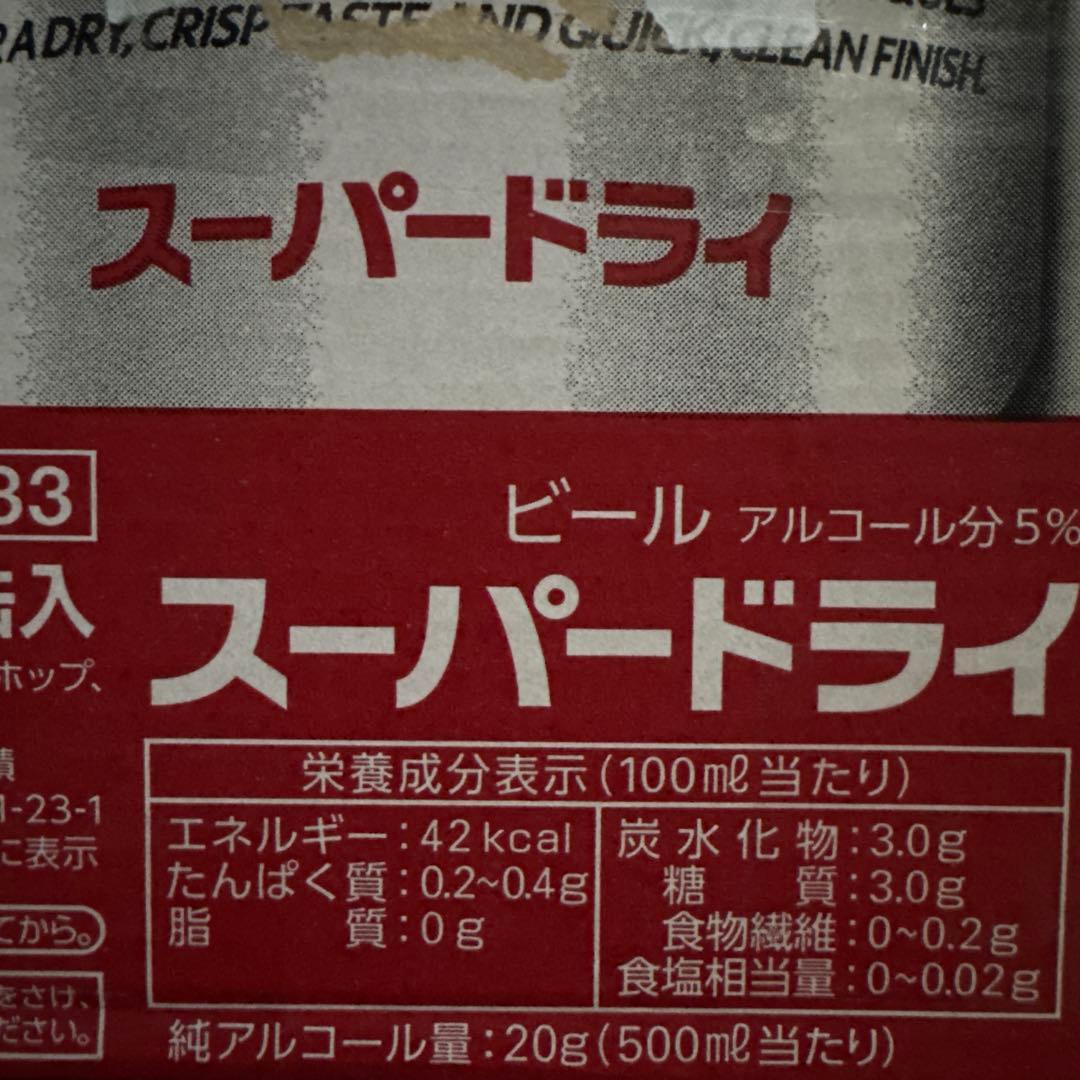 DRY, CRISP TASTE AND QUICK, CLEAN FINISH.
スーパードライ
33
缶入
ホップ、
1-23-1
に表示
てから。
をさけ、
ださい。
ビール アルコール分5%
スーパードライ
栄養成分表示(100㎖当たり)
エネルギー:42kcal
たんぱく質:0.2~0.4g
脂質:0g
炭水化物:3.0g
糖質:3.0g
食物繊維:0~0.2g
食塩相当量:0~0.02g
純アルコール量:20g(500㎖当たり)